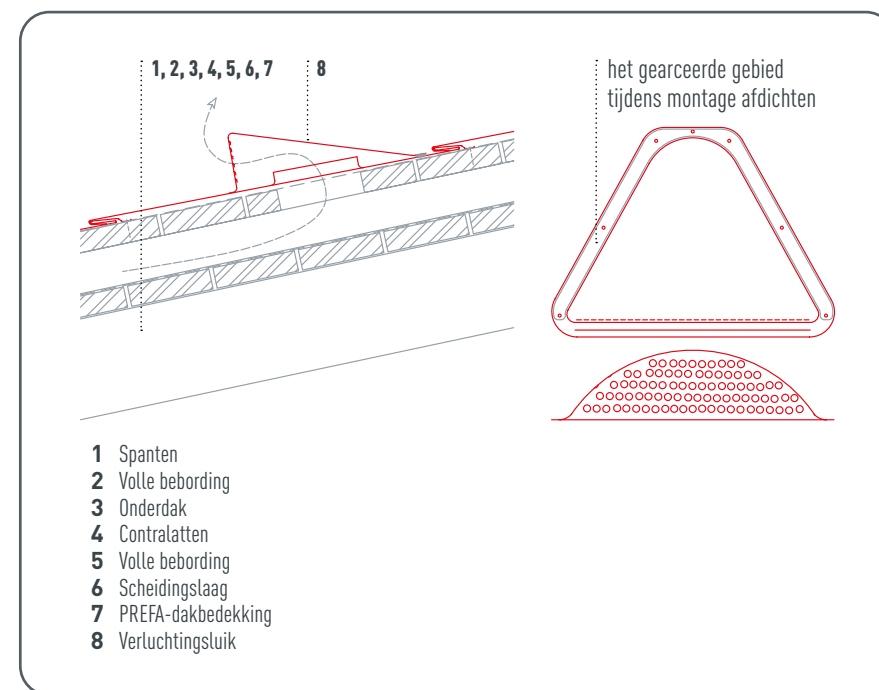 1, 2, 3, 4, 5, 6, 7
8
het gearceerde gebied
tijdens montage afdichten
1 Spanten
2 Volle bebording
3 Onderdak
4 Contralatten
5 Volle bebording
6 Scheidingslaag
7 PREFA-dakbedekking
8 Verluchtingsluik